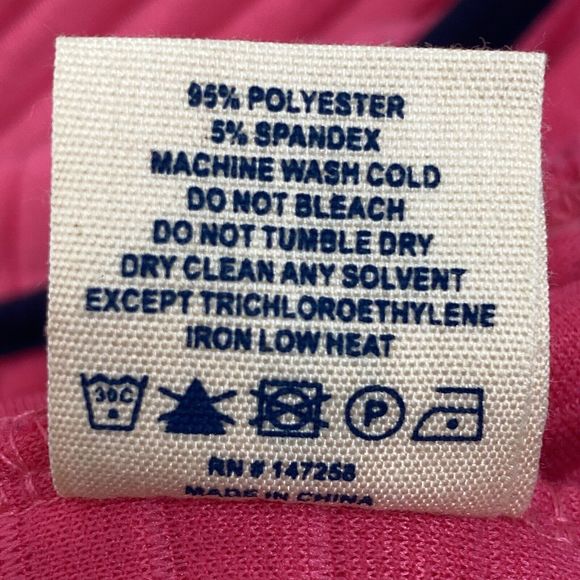 95% POLYESTER
5% SPANDEX
MACHINE WASH COLD
DO NOT BLEACH
DO NOT TUMBLE DRY
DRY CLEAN ANY SOLVENT
EXCEPT TRICHLOROETHYLENE
IRON LOW HEAT
30C P
RN # 147258
MADE IN CHINA